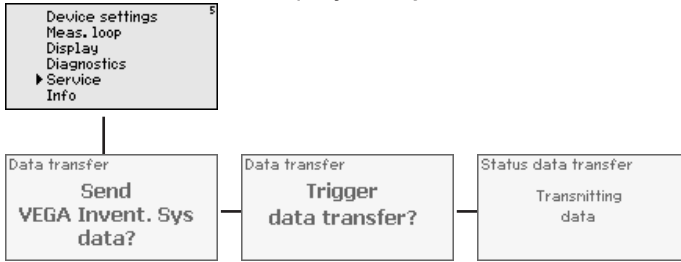 5
Device settings
Meas. loop
Display
Diagnostics
Service
Info
Data transfer
Send
VEGA Invent. Sys
data?
Data transfer
Trigger
data transfer?
Status data transfer
Transmitting
data